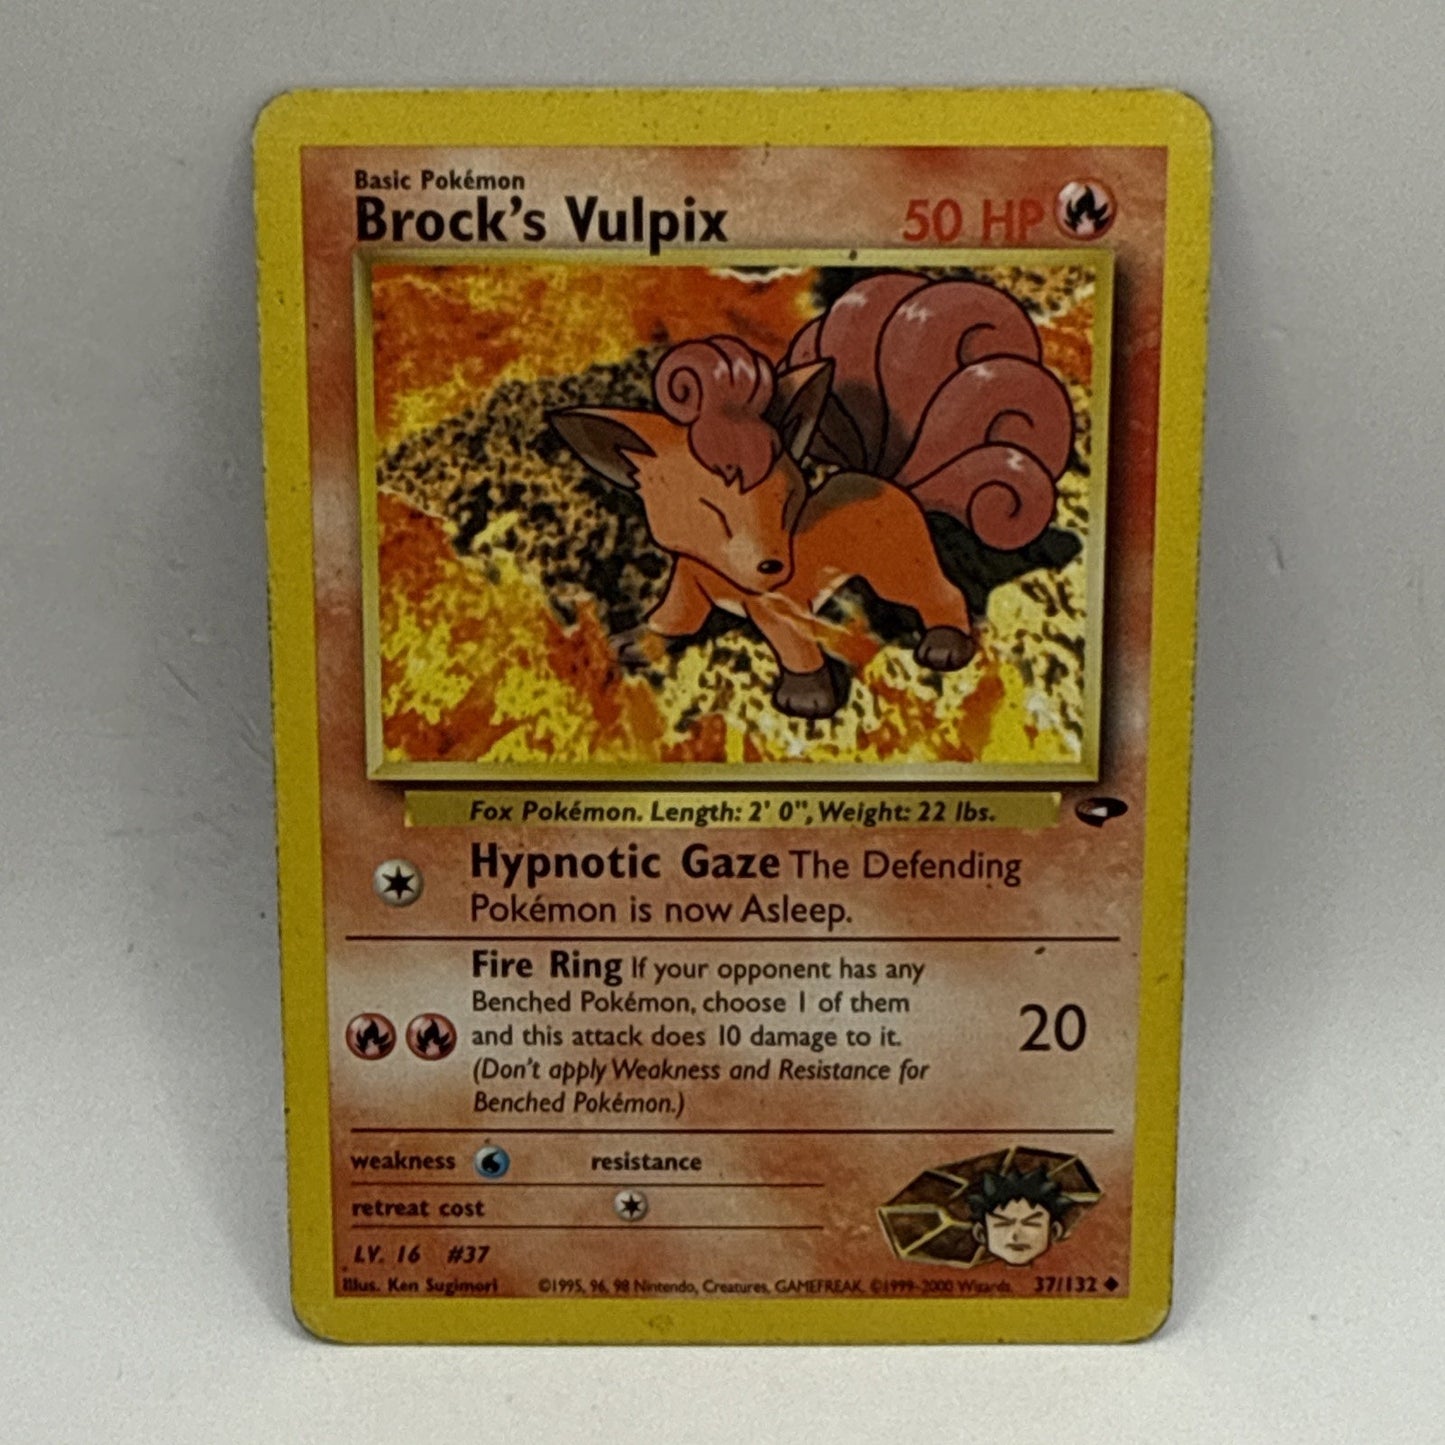 Basic Pokémon
Brock's Vulpix 50 HP
Fox Pokémon. Length: 2' 0", Weight: 22 lbs.
Hypnotic Gaze The Defending
Pokémon is now Asleep.
Fire Ring If your opponent has any
Benched Pokémon, choose 1 of them
and this attack does 10 damage to it.
(Don't apply Weakness and Resistance for
Benched Pokémon.)
20
weakness resistance
retreat cost
LV. 16 #37
Illus. Ken Sugimori ©1995, 96, 98 Nintendo, Creatures, GAMEFREAK. ©1999-2000 Wizards. 37/132